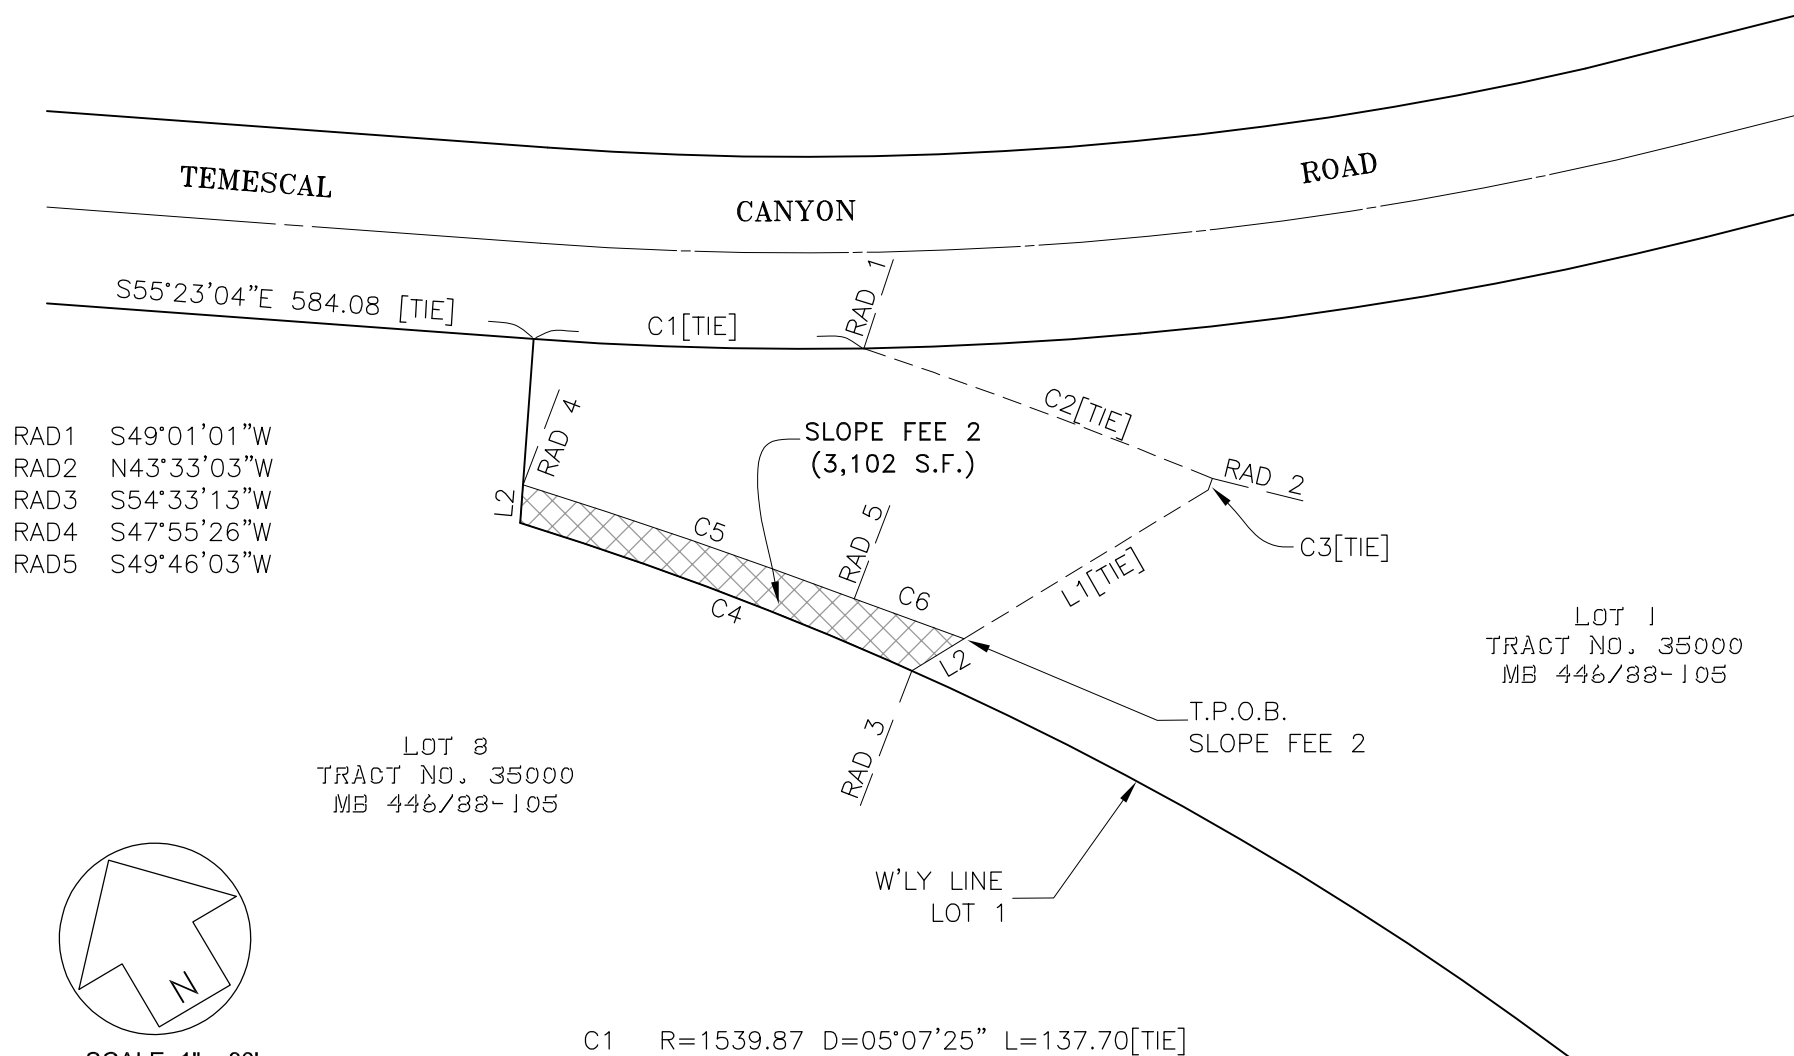 TEMESCAL CANYON ROAD
S55°23'04"E 584.08 [TIE]
C1[TIE]
RAD 1
C2[TIE]
RAD 2
C3[TIE]
L1[TIE]
RAD1 S49°01'01"W
RAD2 N43°33'03"W
RAD3 S54°33'13"W
RAD4 S47°55'26"W
RAD5 S49°46'03"W
RAD 4
L2
SLOPE FEE 2
(3,102 S.F.)
C5
RAD 5
C6
C4
L2
RAD 3
T.P.O.B.
SLOPE FEE 2
LOT 1
TRACT NO. 35000
MB 446/88-105
LOT 8
TRACT NO. 35000
MB 446/88-105
W'LY LINE
LOT 1
N
C1 R=1539.87 D=05°07'25" L=137.70[TIE]